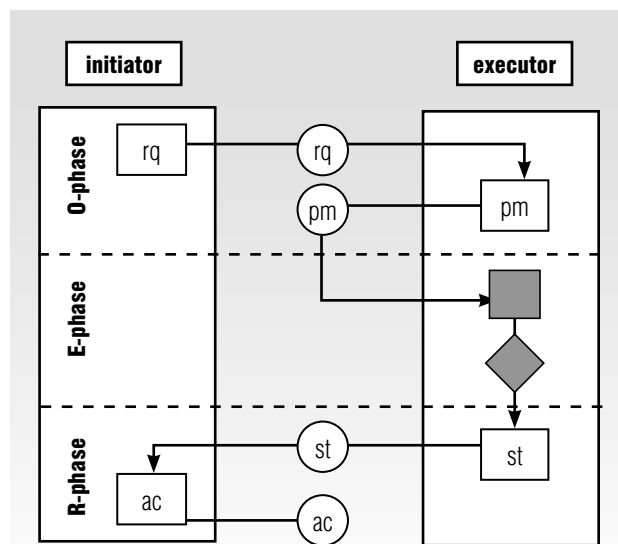 initiator
executor
O-phase
rq
rq
pm
pm
E-phase
R-phase
st
st
ac
ac